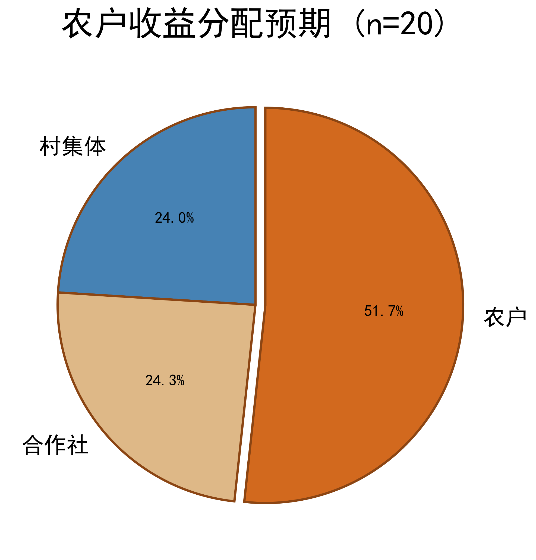 农户收益分配预期 (n=20)
村集体
24.0%
51.7%
农户
24.3%
合作社